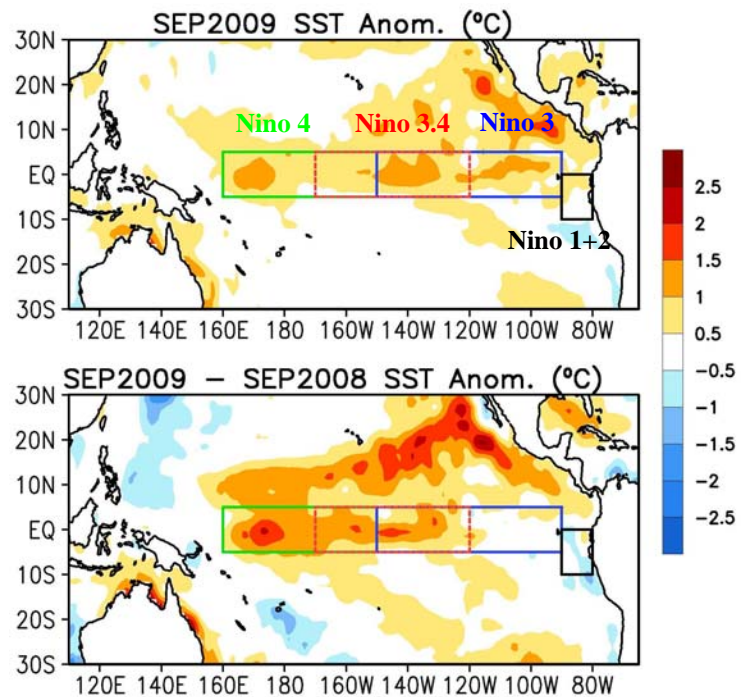 SEP2009 SST Anom. (°C)
30N
20N
10N
EQ
10S
20S
30S
Nino 4
Nino 3.4
Nino 3
Nino 1+2
120E 140E 160E 180 160W 140W 120W 100W 80W
SEP2009 − SEP2008 SST Anom. (°C)
30N
20N
10N
EQ
10S
20S
30S
120E 140E 160E 180 160W 140W 120W 100W 80W
2.5
2
1.5
1
0.5
−0.5
−1
−1.5
−2
−2.5